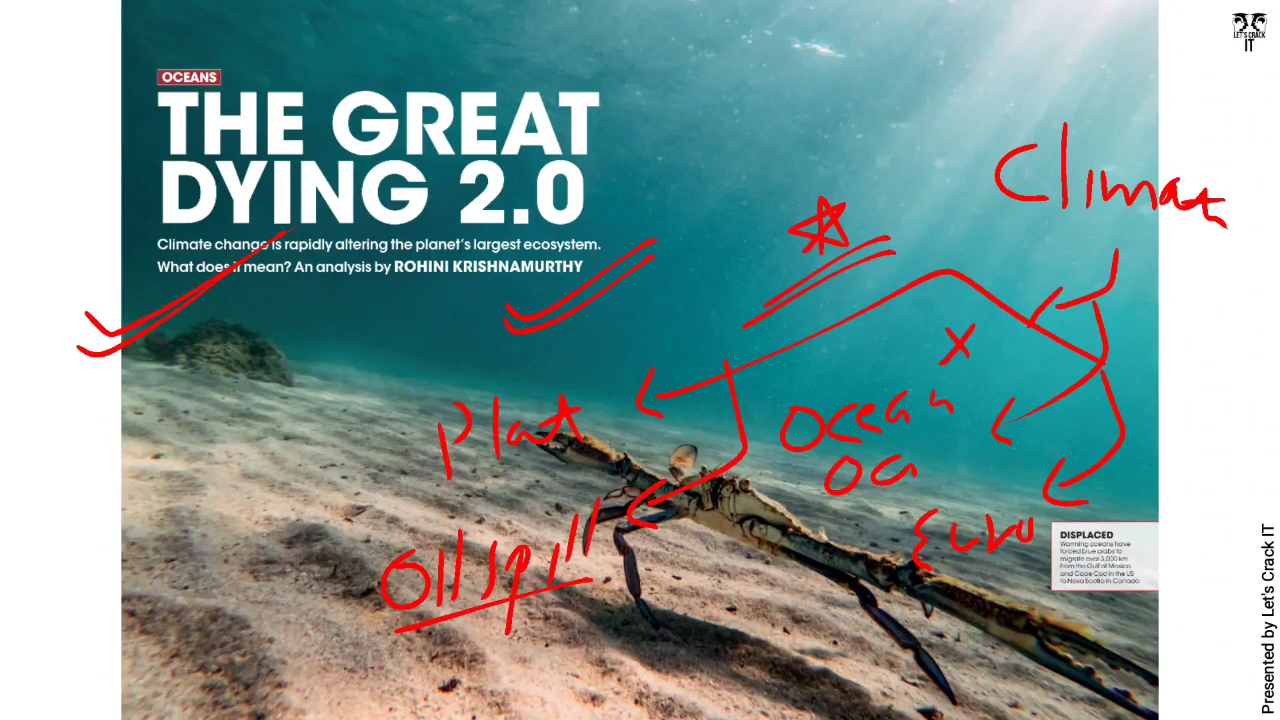 LET'S CRACK
IT
OCEANS
THE GREAT
DYING 2.0
Climate change is rapidly altering the planet's largest ecosystem.
What does it mean? An analysis by ROHINI KRISHNAMURTHY
Climat
x
Plat
Ocean
Oil spill
DISPLACED
Warming oceans have
forced blue crabs to
migrate over 3,000 km
from the Gulf of Mexico
and Cape Cod in the US
to Nova Scotia in Canada
Presented by Let's Crack IT